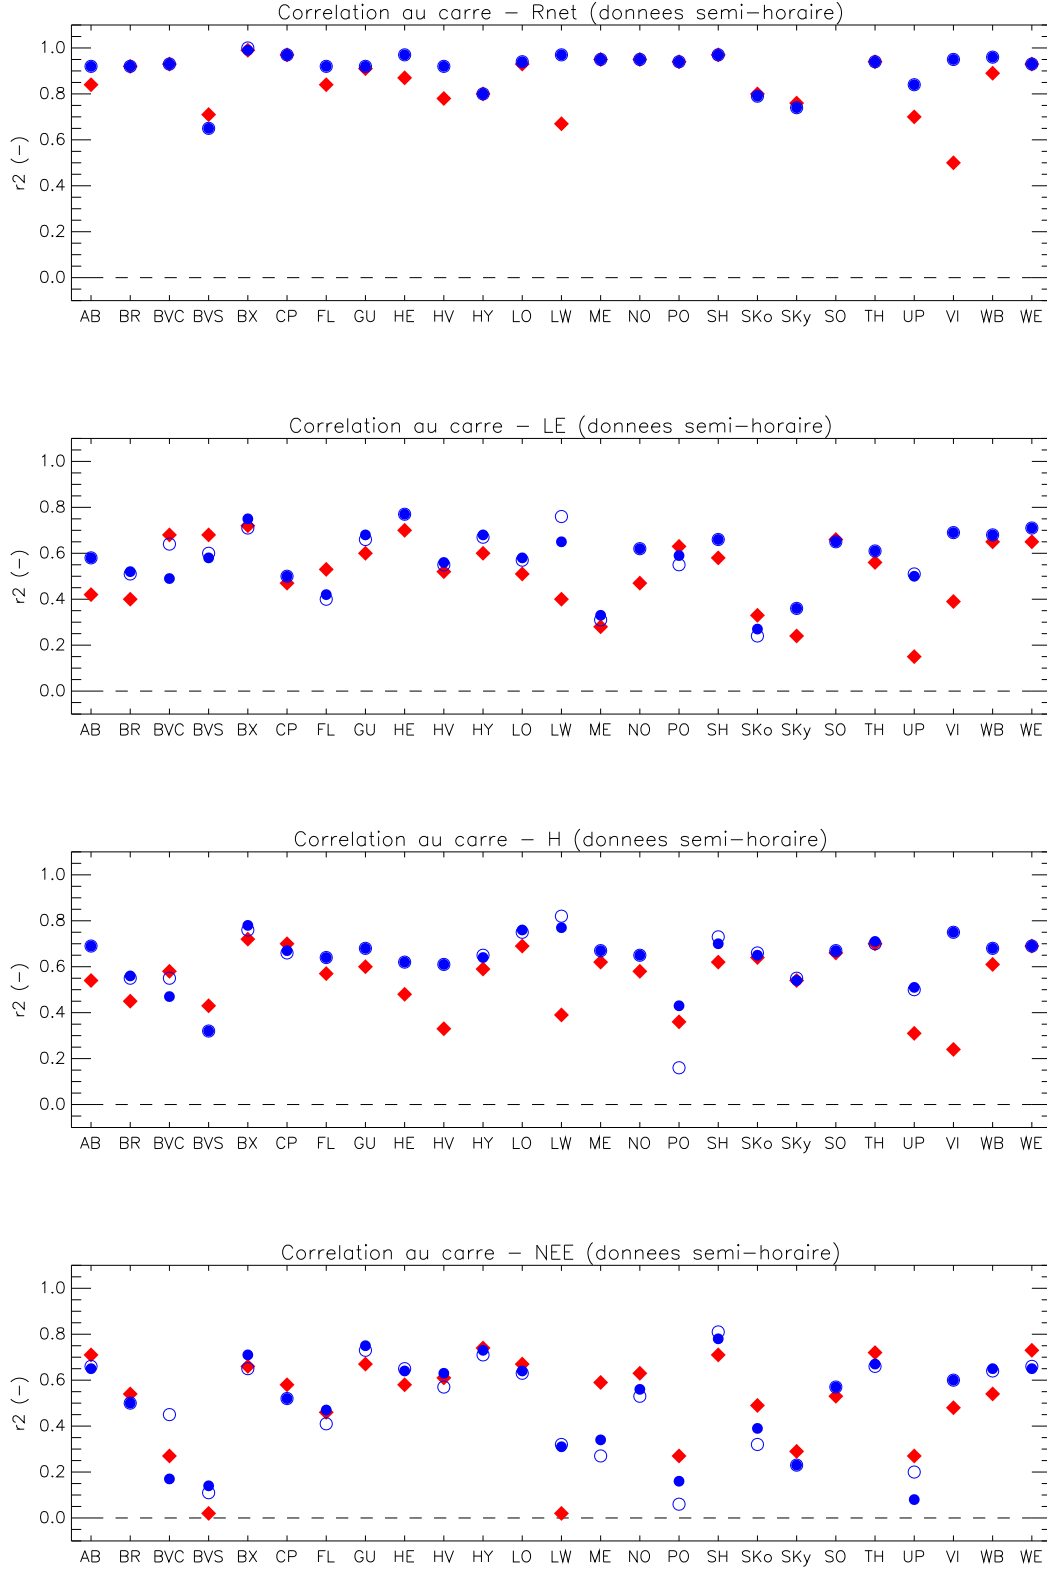 Correlation au carre – Rnet (donnees semi–horaire)
1.0
0.8
0.6
0.4
0.2
0.0
r2 (–)
AB BR BVC BVS BX CP FL GU HE HV HY LO LW ME NO PO SH SKo SKy SO TH UP VI WB WE
Correlation au carre – LE (donnees semi–horaire)
1.0
0.8
0.6
0.4
0.2
0.0
r2 (–)
AB BR BVC BVS BX CP FL GU HE HV HY LO LW ME NO PO SH SKo SKy SO TH UP VI WB WE
Correlation au carre – H (donnees semi–horaire)
1.0
0.8
0.6
0.4
0.2
0.0
r2 (–)
AB BR BVC BVS BX CP FL GU HE HV HY LO LW ME NO PO SH SKo SKy SO TH UP VI WB WE
Correlation au carre – NEE (donnees semi–horaire)
1.0
0.8
0.6
0.4
0.2
0.0
r2 (–)
AB BR BVC BVS BX CP FL GU HE HV HY LO LW ME NO PO SH SKo SKy SO TH UP VI WB WE